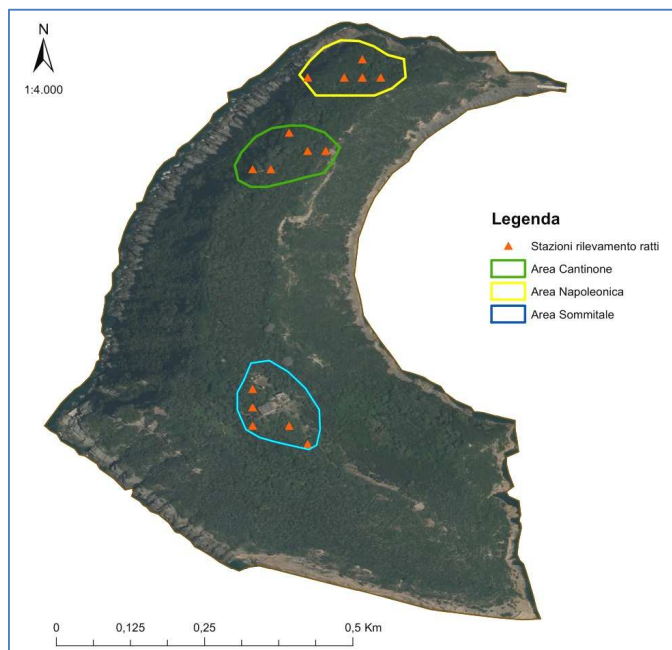 N
1:4.000
Legenda
Stazioni rilevamento ratti
Area Cantinone
Area Napoleonica
Area Sommitale
0 0,125 0,25 0,5 Km